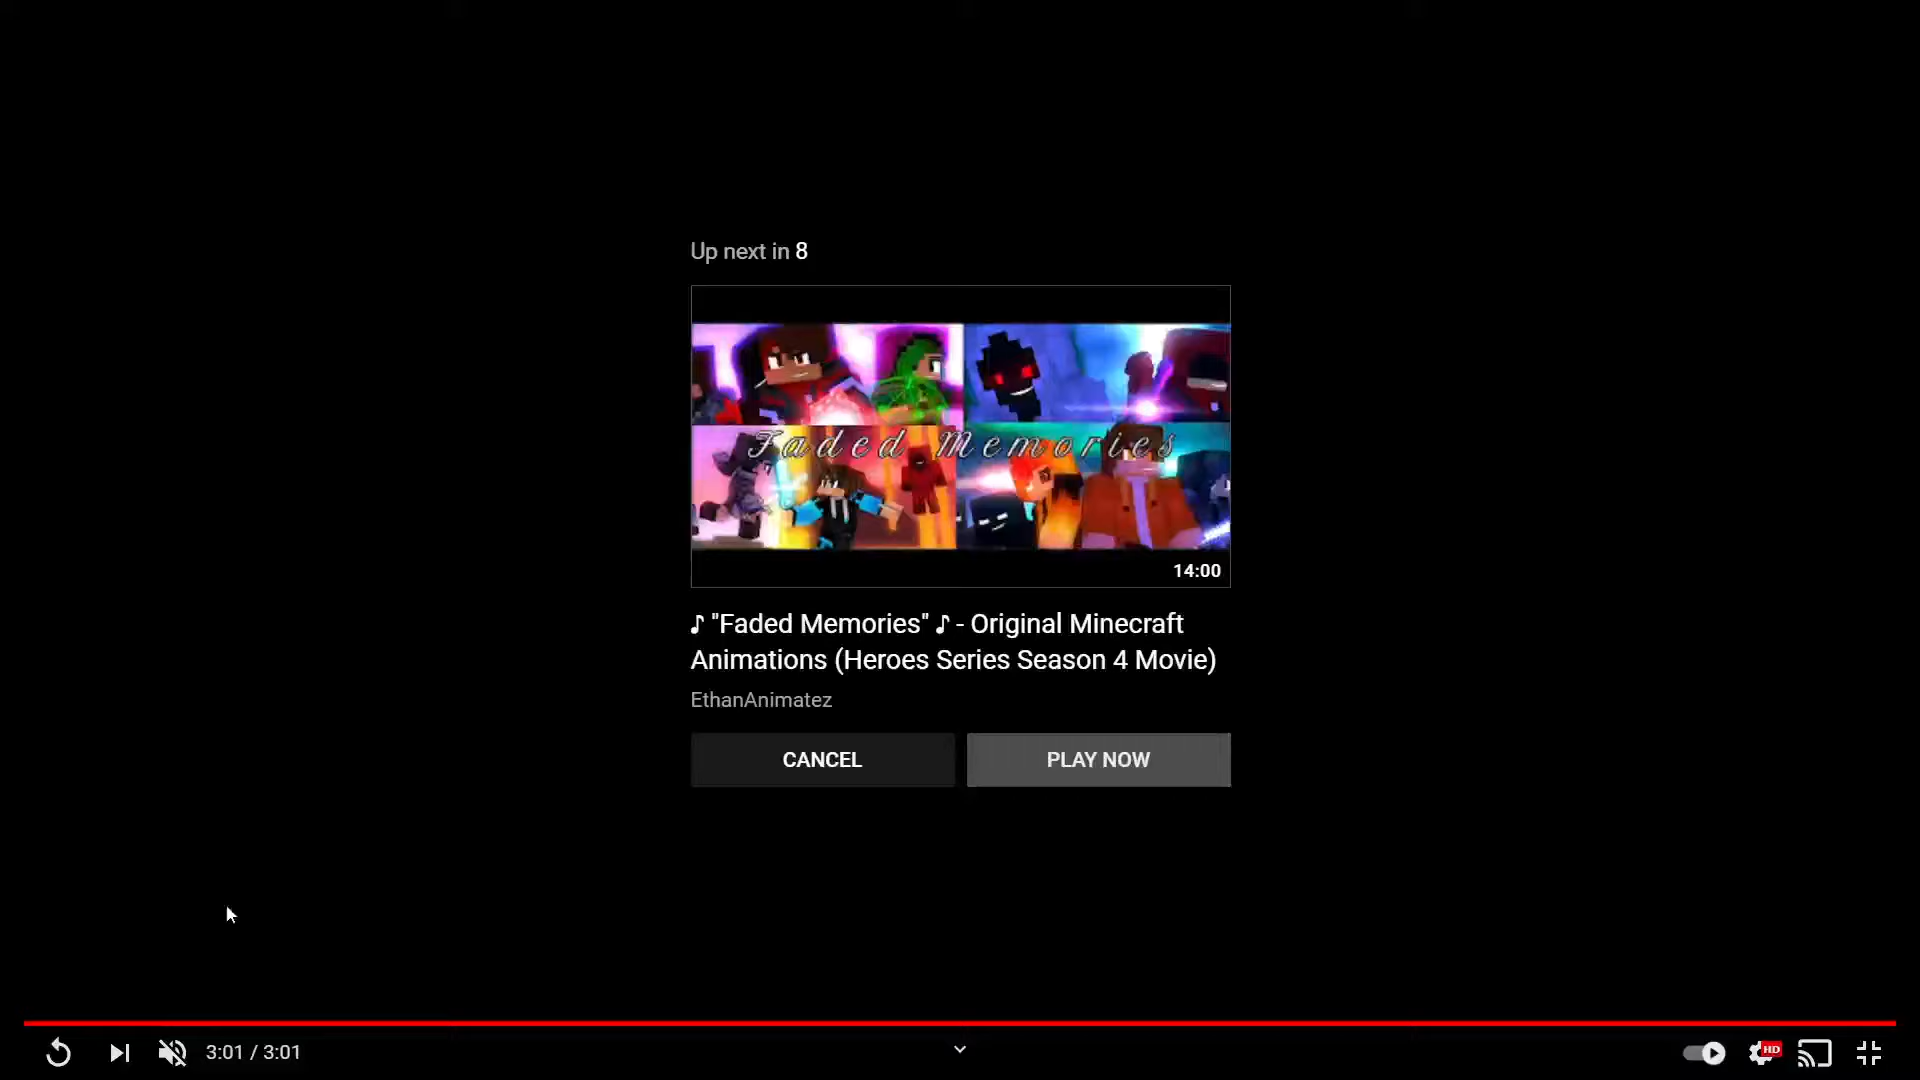 Up next in 8
Faded Memories
14:00
♪ "Faded Memories" ♪ - Original Minecraft
Animations (Heroes Series Season 4 Movie)
EthanAnimatez
CANCEL
PLAY NOW
3:01 / 3:01
HD